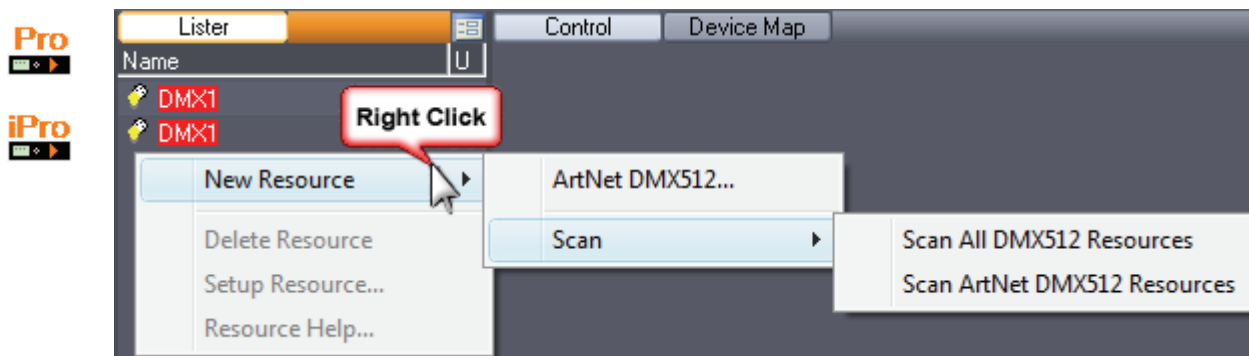 Pro
iPro
Lister
Control
Device Map
Name
U
DMX1
DMX1
Right Click
New Resource
Delete Resource
Setup Resource...
Resource Help...
ArtNet DMX512...
Scan
Scan All DMX512 Resources
Scan ArtNet DMX512 Resources